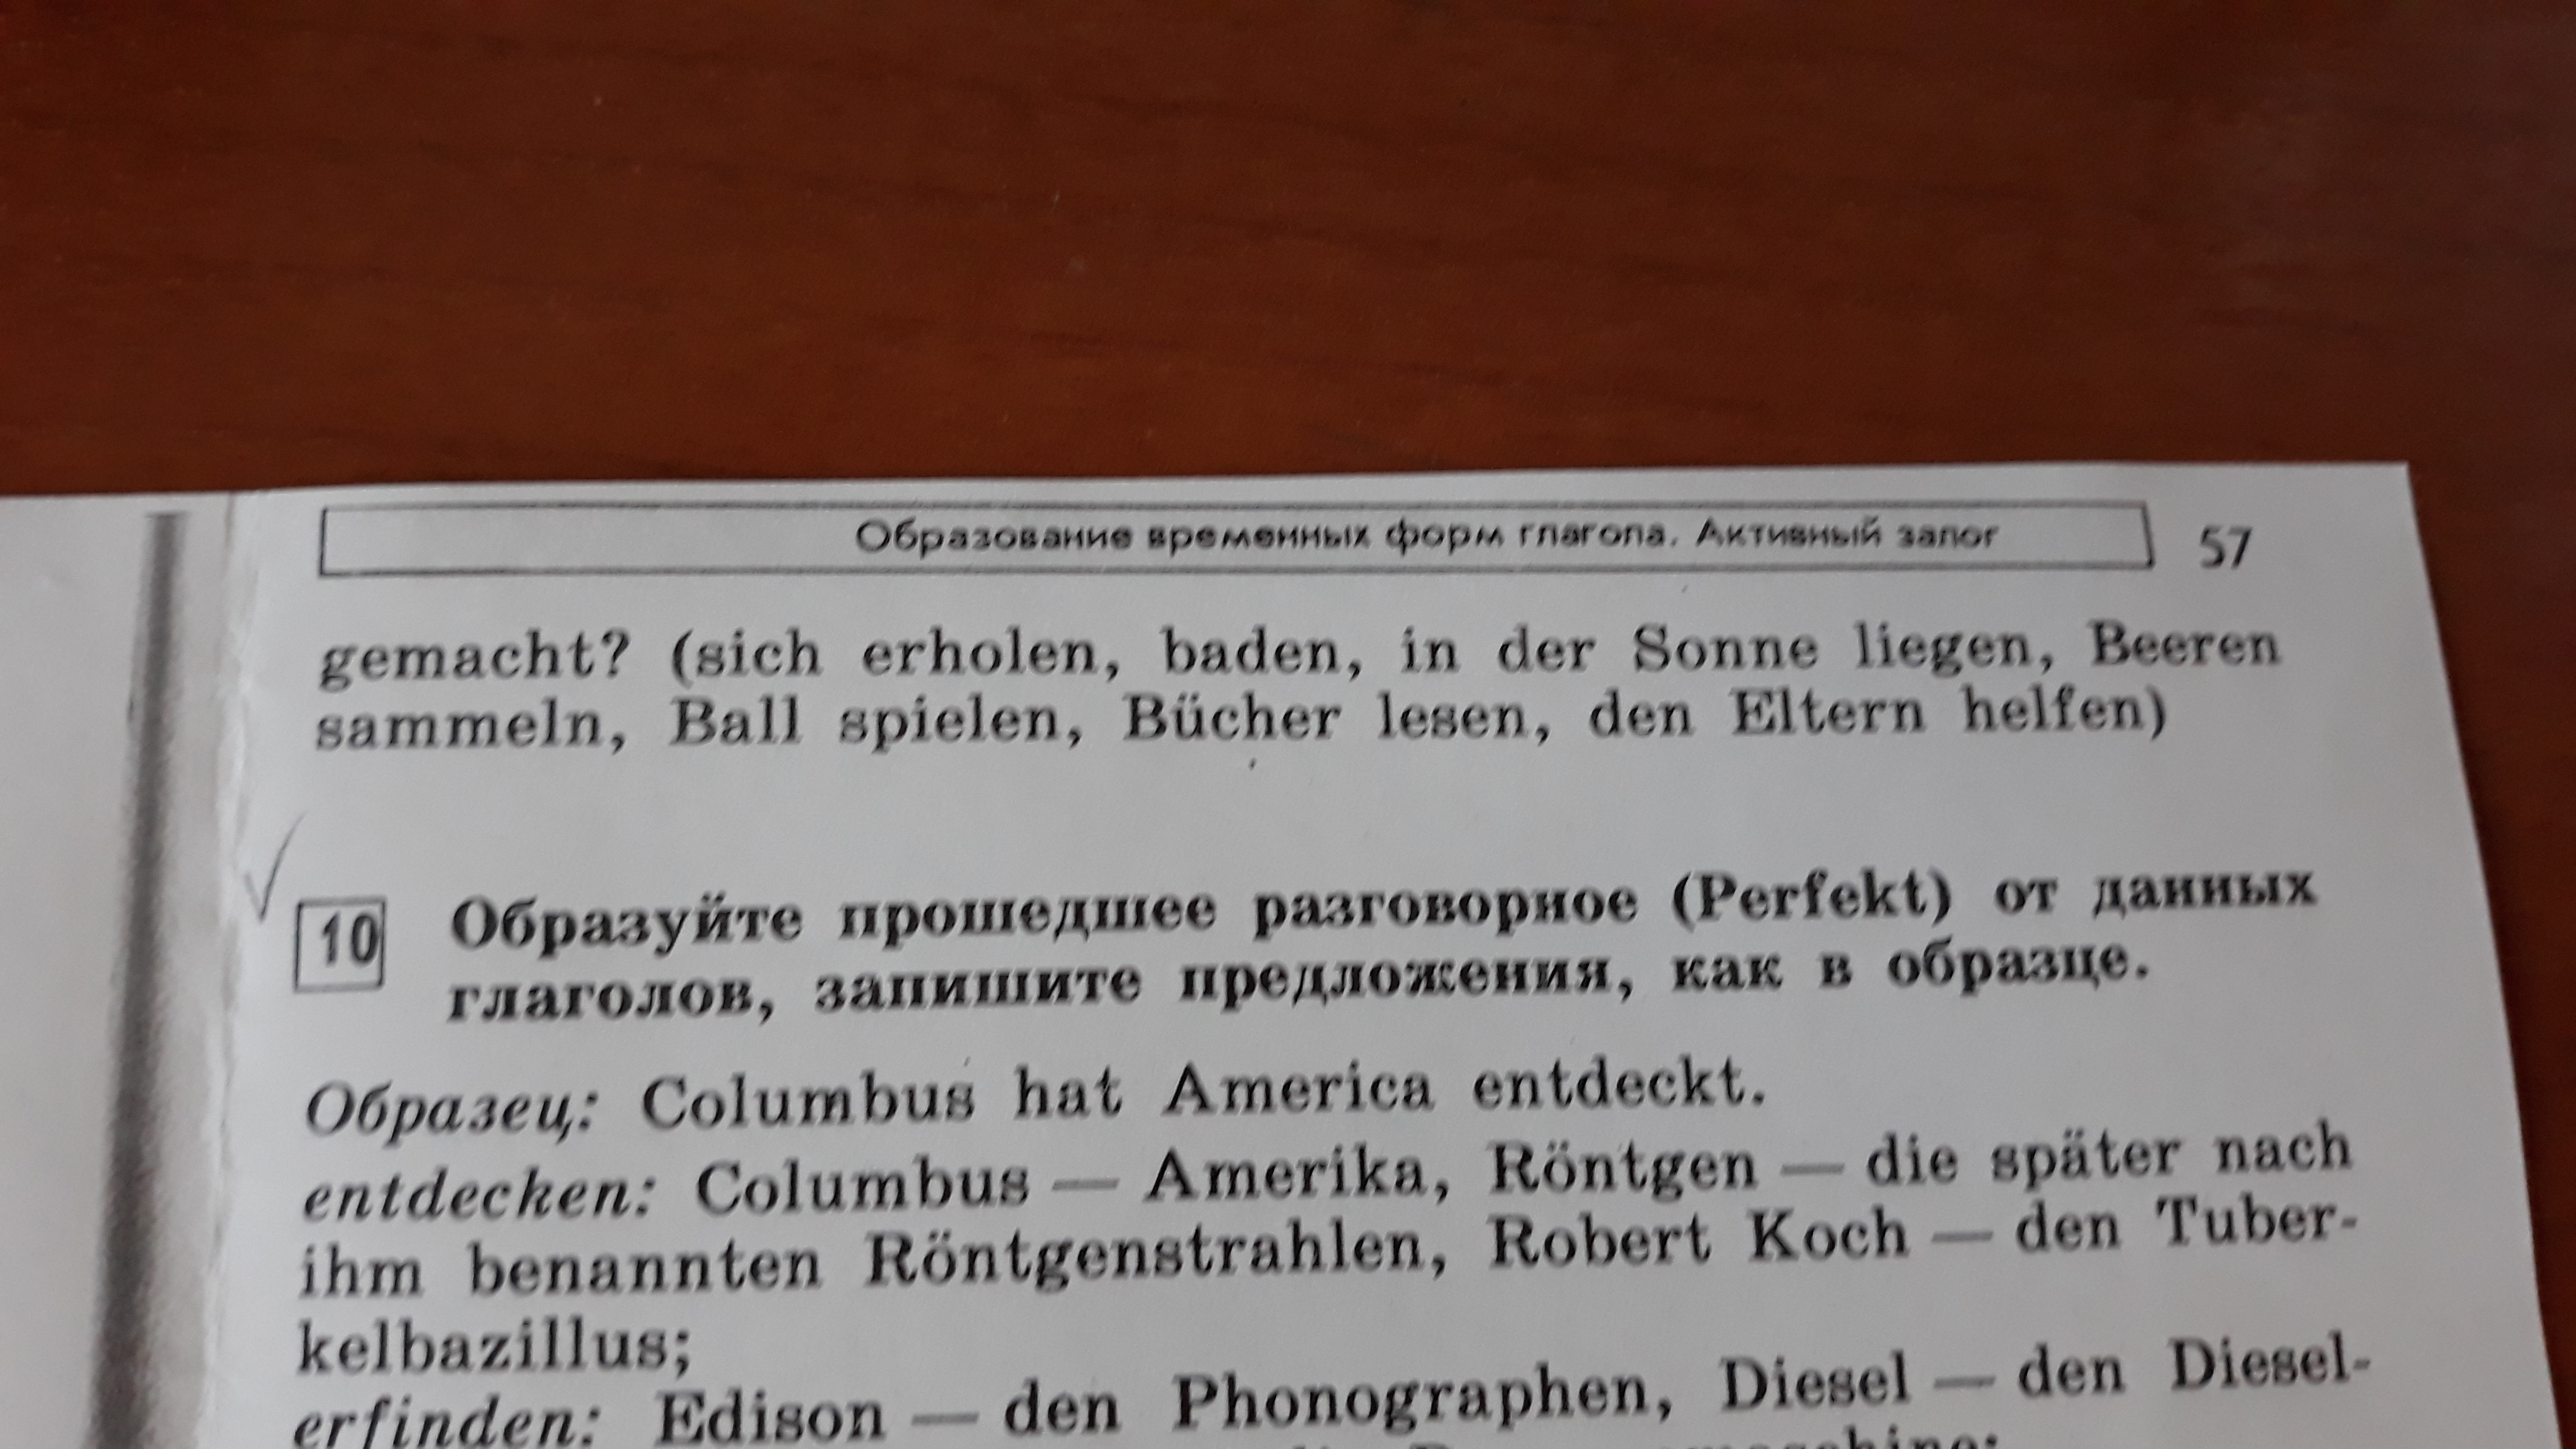 Образование временных форм глагола. Активный залог 57
gemacht? (sich erholen, baden, in der Sonne liegen, Beeren
sammeln, Ball spielen, Bücher lesen, den Eltern helfen)
10 Образуйте прошедшее разговорное (Perfekt) от данных
глаголов, запишите предложения, как в образце.
Образец: Columbus hat America entdeckt.
entdecken: Columbus — Amerika, Röntgen — die später nach
ihm benannten Röntgenstrahlen, Robert Koch — den Tuber-
kelbazillus;
erfinden: Edison — den Phonographen, Diesel — den Diesel-